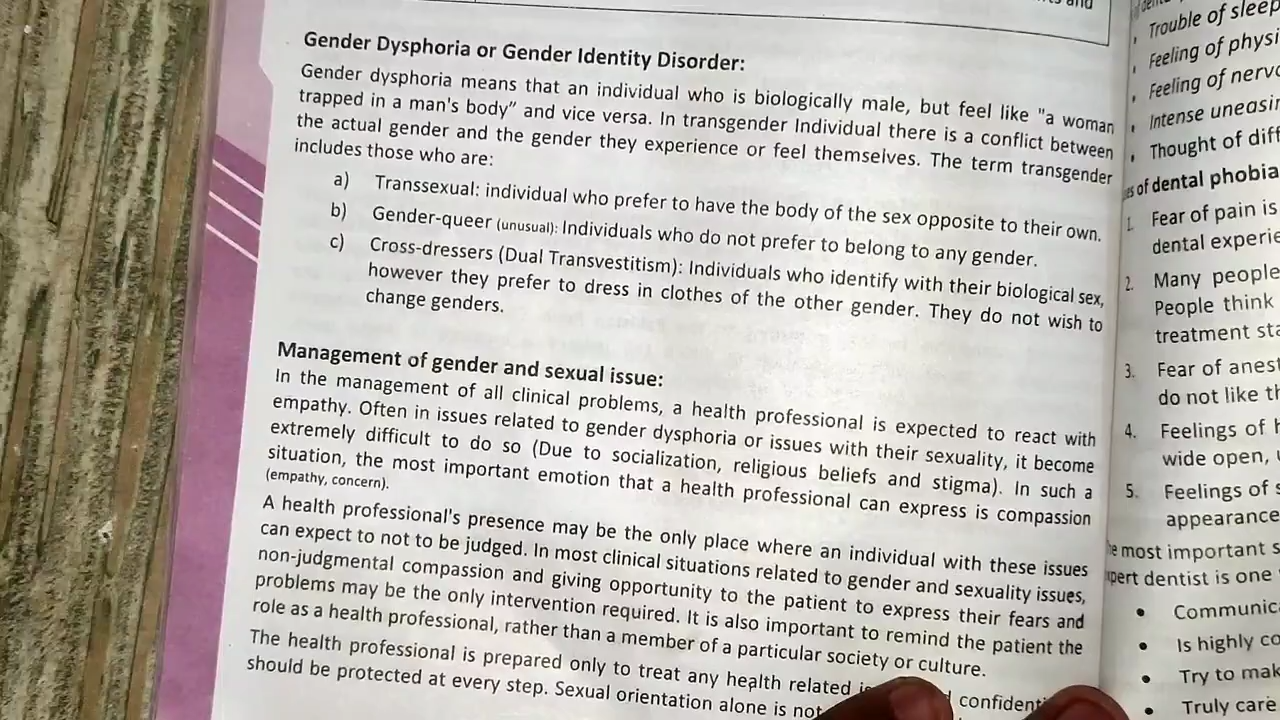 and
Gender Dysphoria or Gender Identity Disorder:
Gender dysphoria means that an individual who is biologically male, but feel like "a woman
trapped in a man's body” and vice versa. In transgender Individual there is a conflict between
the actual gender and the gender they experience or feel themselves. The term transgender
includes those who are:
a) Transsexual: individual who prefer to have the body of the sex opposite to their own.
b) Gender-queer (unusual): Individuals who do not prefer to belong to any gender.
c) Cross-dressers (Dual Transvestitism): Individuals who identify with their biological sex,
however they prefer to dress in clothes of the other gender. They do not wish to
change genders.
Management of gender and sexual issue:
In the management of all clinical problems, a health professional is expected to react with
empathy. Often in issues related to gender dysphoria or issues with their sexuality, it become
extremely difficult to do so (Due to socialization, religious beliefs and stigma). In such a
situation, the most important emotion that a health professional can express is compassion
(empathy, concern).
A health professional's presence may be the only place where an individual with these issues
can expect to not to be judged. In most clinical situations related to gender and sexuality issues,
non-judgmental compassion and giving opportunity to the patient to express their fears and
problems may be the only intervention required. It is also important to remind the patient the
role as a health professional, rather than a member of a particular society or culture.
The health professional is prepared only to treat any health related
should be protected at every step. Sexual orientation alone is not
Trouble of sleep
Feeling of physi
Feeling of nervo
Intense uneasin
Thought of diff
of dental phobia
1. Fear of pain is
dental experie
2. Many people
People think
treatment sta
3. Fear of anest
do not like th
4. Feelings of
wide open,
5. Feelings of s
appearance
most important s
pert dentist is one
• Communic
• Is highly co
• Try to mak
• Truly care